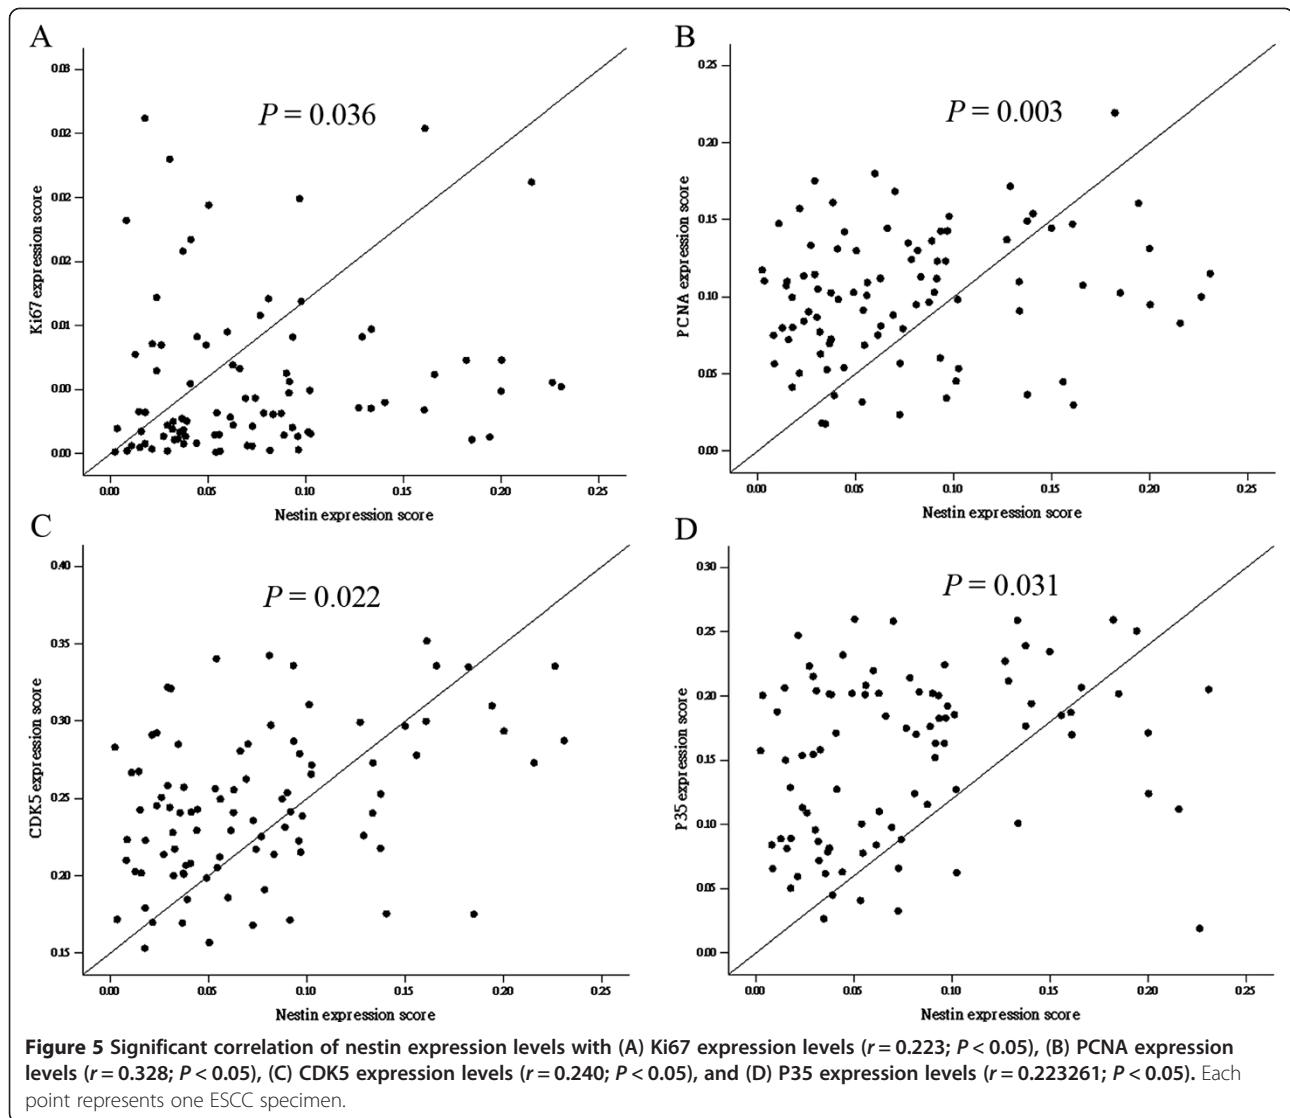 A
P = 0.036
Ki67 expression score
0.03
0.02
0.02
0.02
0.01
0.00
0.00
0.00 0.05 0.10 0.15 0.20 0.25
Nestin expression score
B
P = 0.003
PCNA expression score
0.25
0.20
0.15
0.10
0.05
0.00
0.00 0.05 0.10 0.15 0.20 0.25
Nestin expression score
C
P = 0.022
CDK5 expression score
0.40
0.35
0.30
0.25
0.20
0.15
0.00 0.05 0.10 0.15 0.20 0.25
Nestin expression score
D
P = 0.031
P35 expression score
0.30
0.25
0.20
0.15
0.10
0.05
0.00
0.00 0.05 0.10 0.15 0.20 0.25
Nestin expression score
Figure 5 Significant correlation of nestin expression levels with (A) Ki67 expression levels (r = 0.223; P < 0.05), (B) PCNA expression
levels (r = 0.328; P < 0.05), (C) CDK5 expression levels (r = 0.240; P < 0.05), and (D) P35 expression levels (r = 0.223261; P < 0.05). Each
point represents one ESCC specimen.